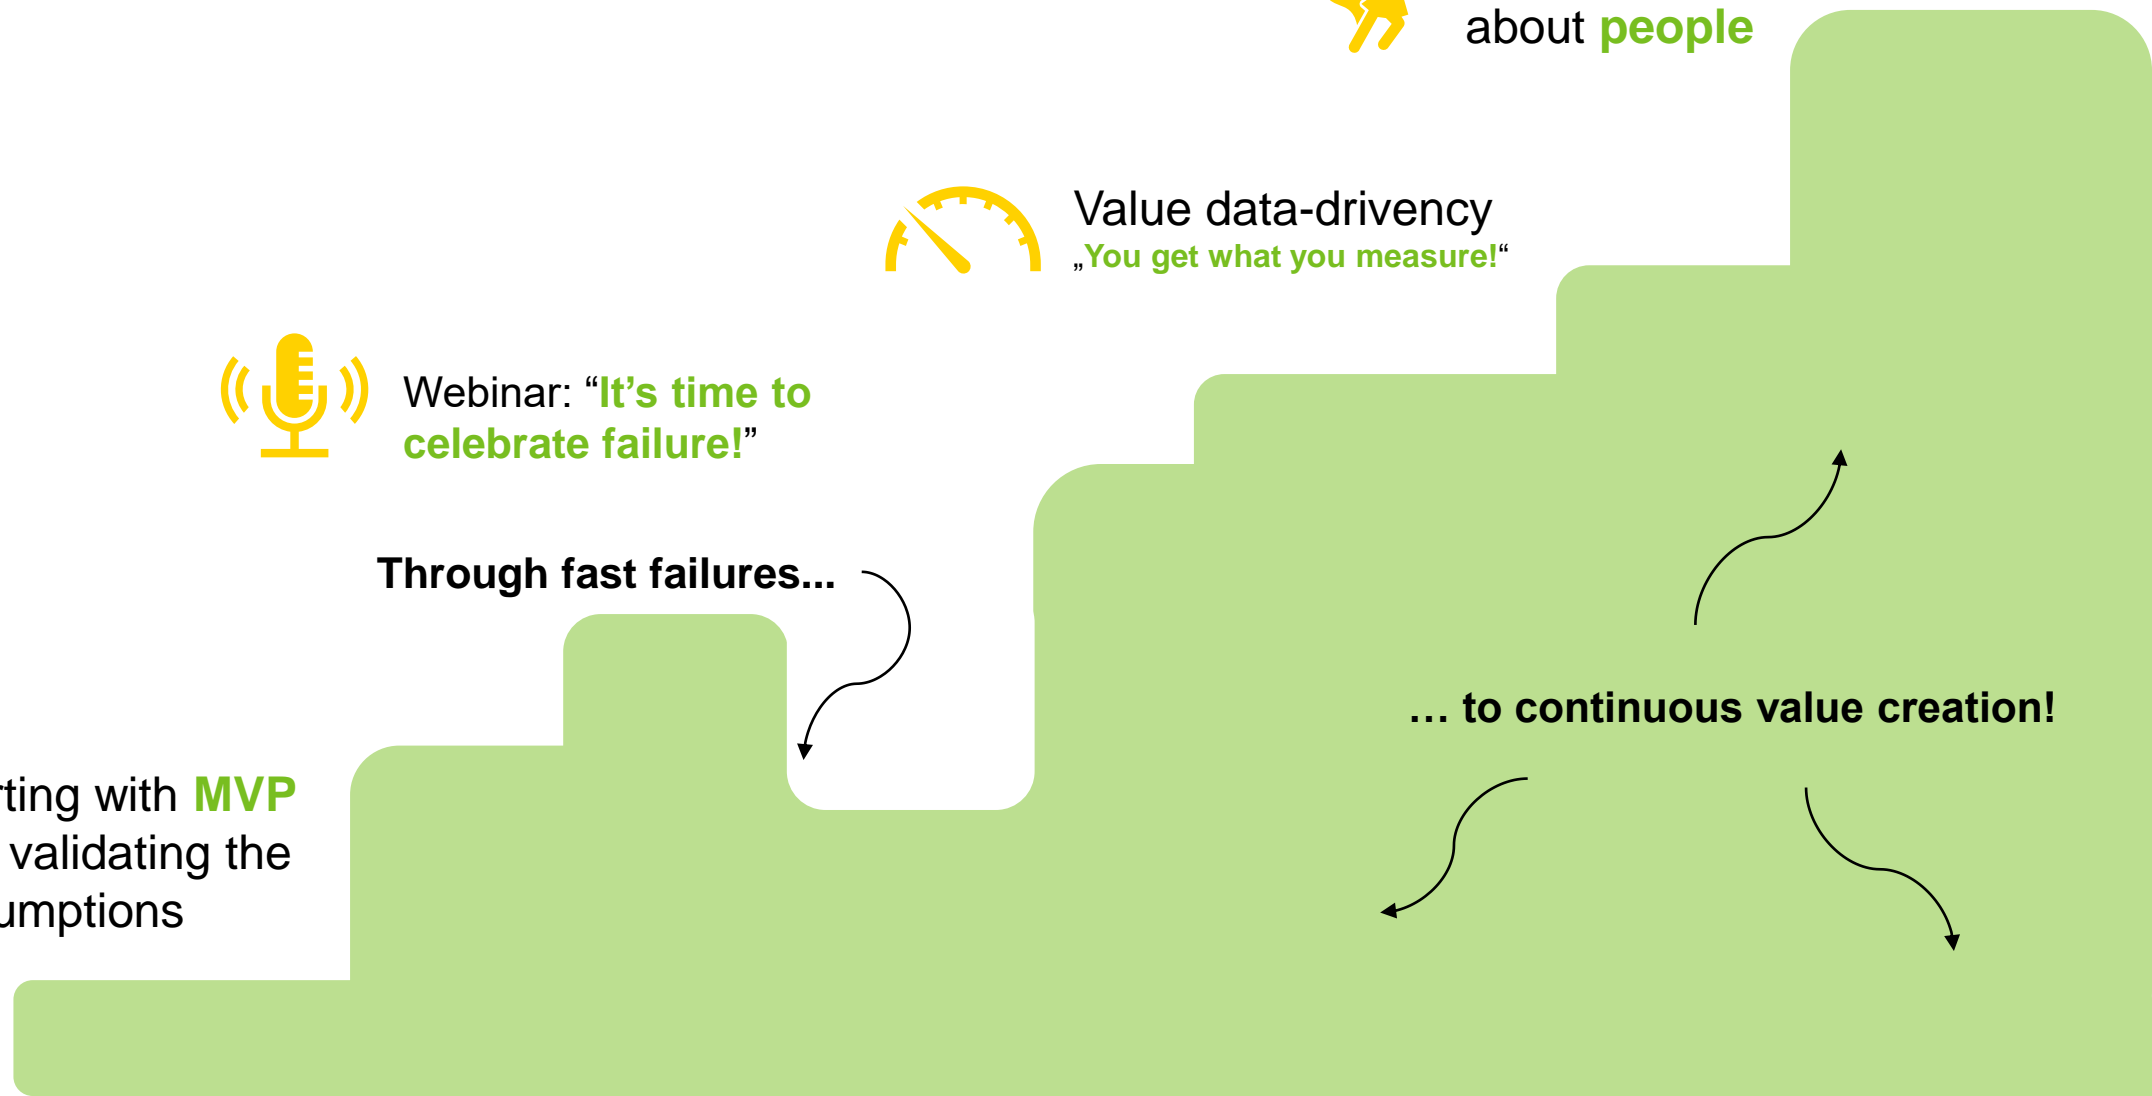 about people
Value data-drivency
„You get what you measure!“
Webinar: “It’s time to
celebrate failure!”
Through fast failures...
… to continuous value creation!
rting with MVP
validating the
umptions